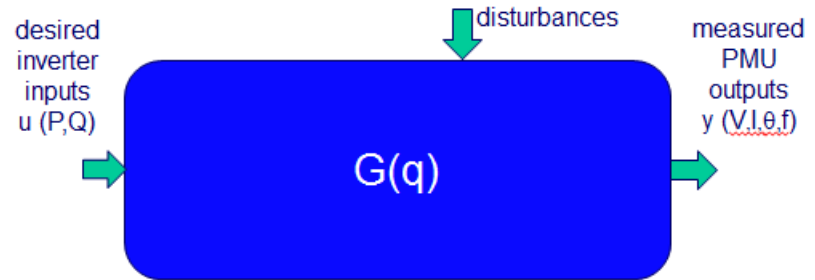 desired
inverter
inputs
u (P,Q)
disturbances
G(q)
measured
PMU
outputs
y (V,I,θ,f)